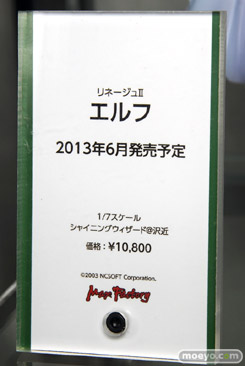 リネージュⅡ
エルフ
2013年6月発売予定
1/7スケール
シャイニングウィザード@沢近
価格：¥10,800
©2003 NCSOFT Corporation.
Max Factory
moeyo.com